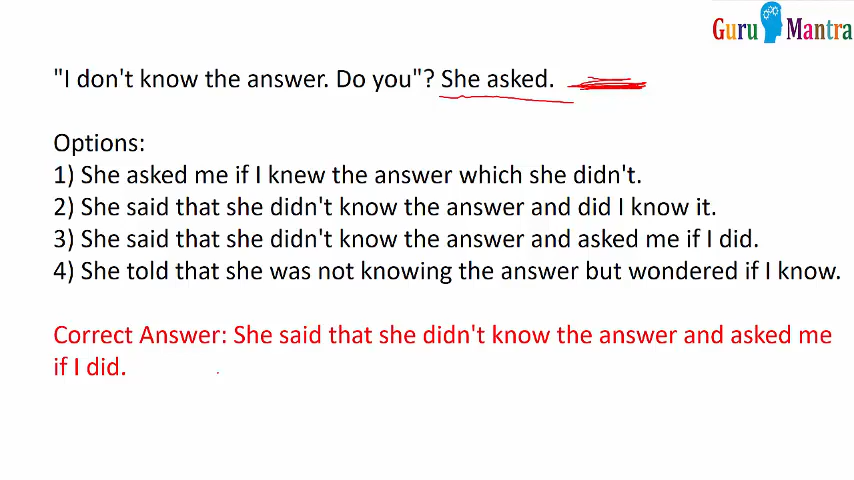 Guru Mantra
"I don't know the answer. Do you"? She asked.
Options:
1) She asked me if I knew the answer which she didn't.
2) She said that she didn't know the answer and did I know it.
3) She said that she didn't know the answer and asked me if I did.
4) She told that she was not knowing the answer but wondered if I know.
Correct Answer: She said that she didn't know the answer and asked me
if I did.